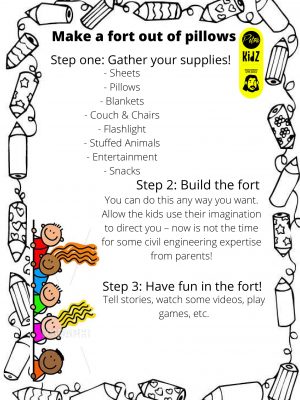 Make a fort out of pillows
KiDZ
Step one: Gather your supplies!
- Sheets
- Pillows
- Blankets
- Couch & Chairs
- Flashlight
- Stuffed Animals
- Entertainment
- Snacks
Step 2: Build the fort
You can do this any way you want.
Allow the kids use their imagination
to direct you – now is not the time
for some civil engineering expertise
from parents!
Step 3: Have fun in the fort!
Tell stories, watch some videos, play
games, etc.